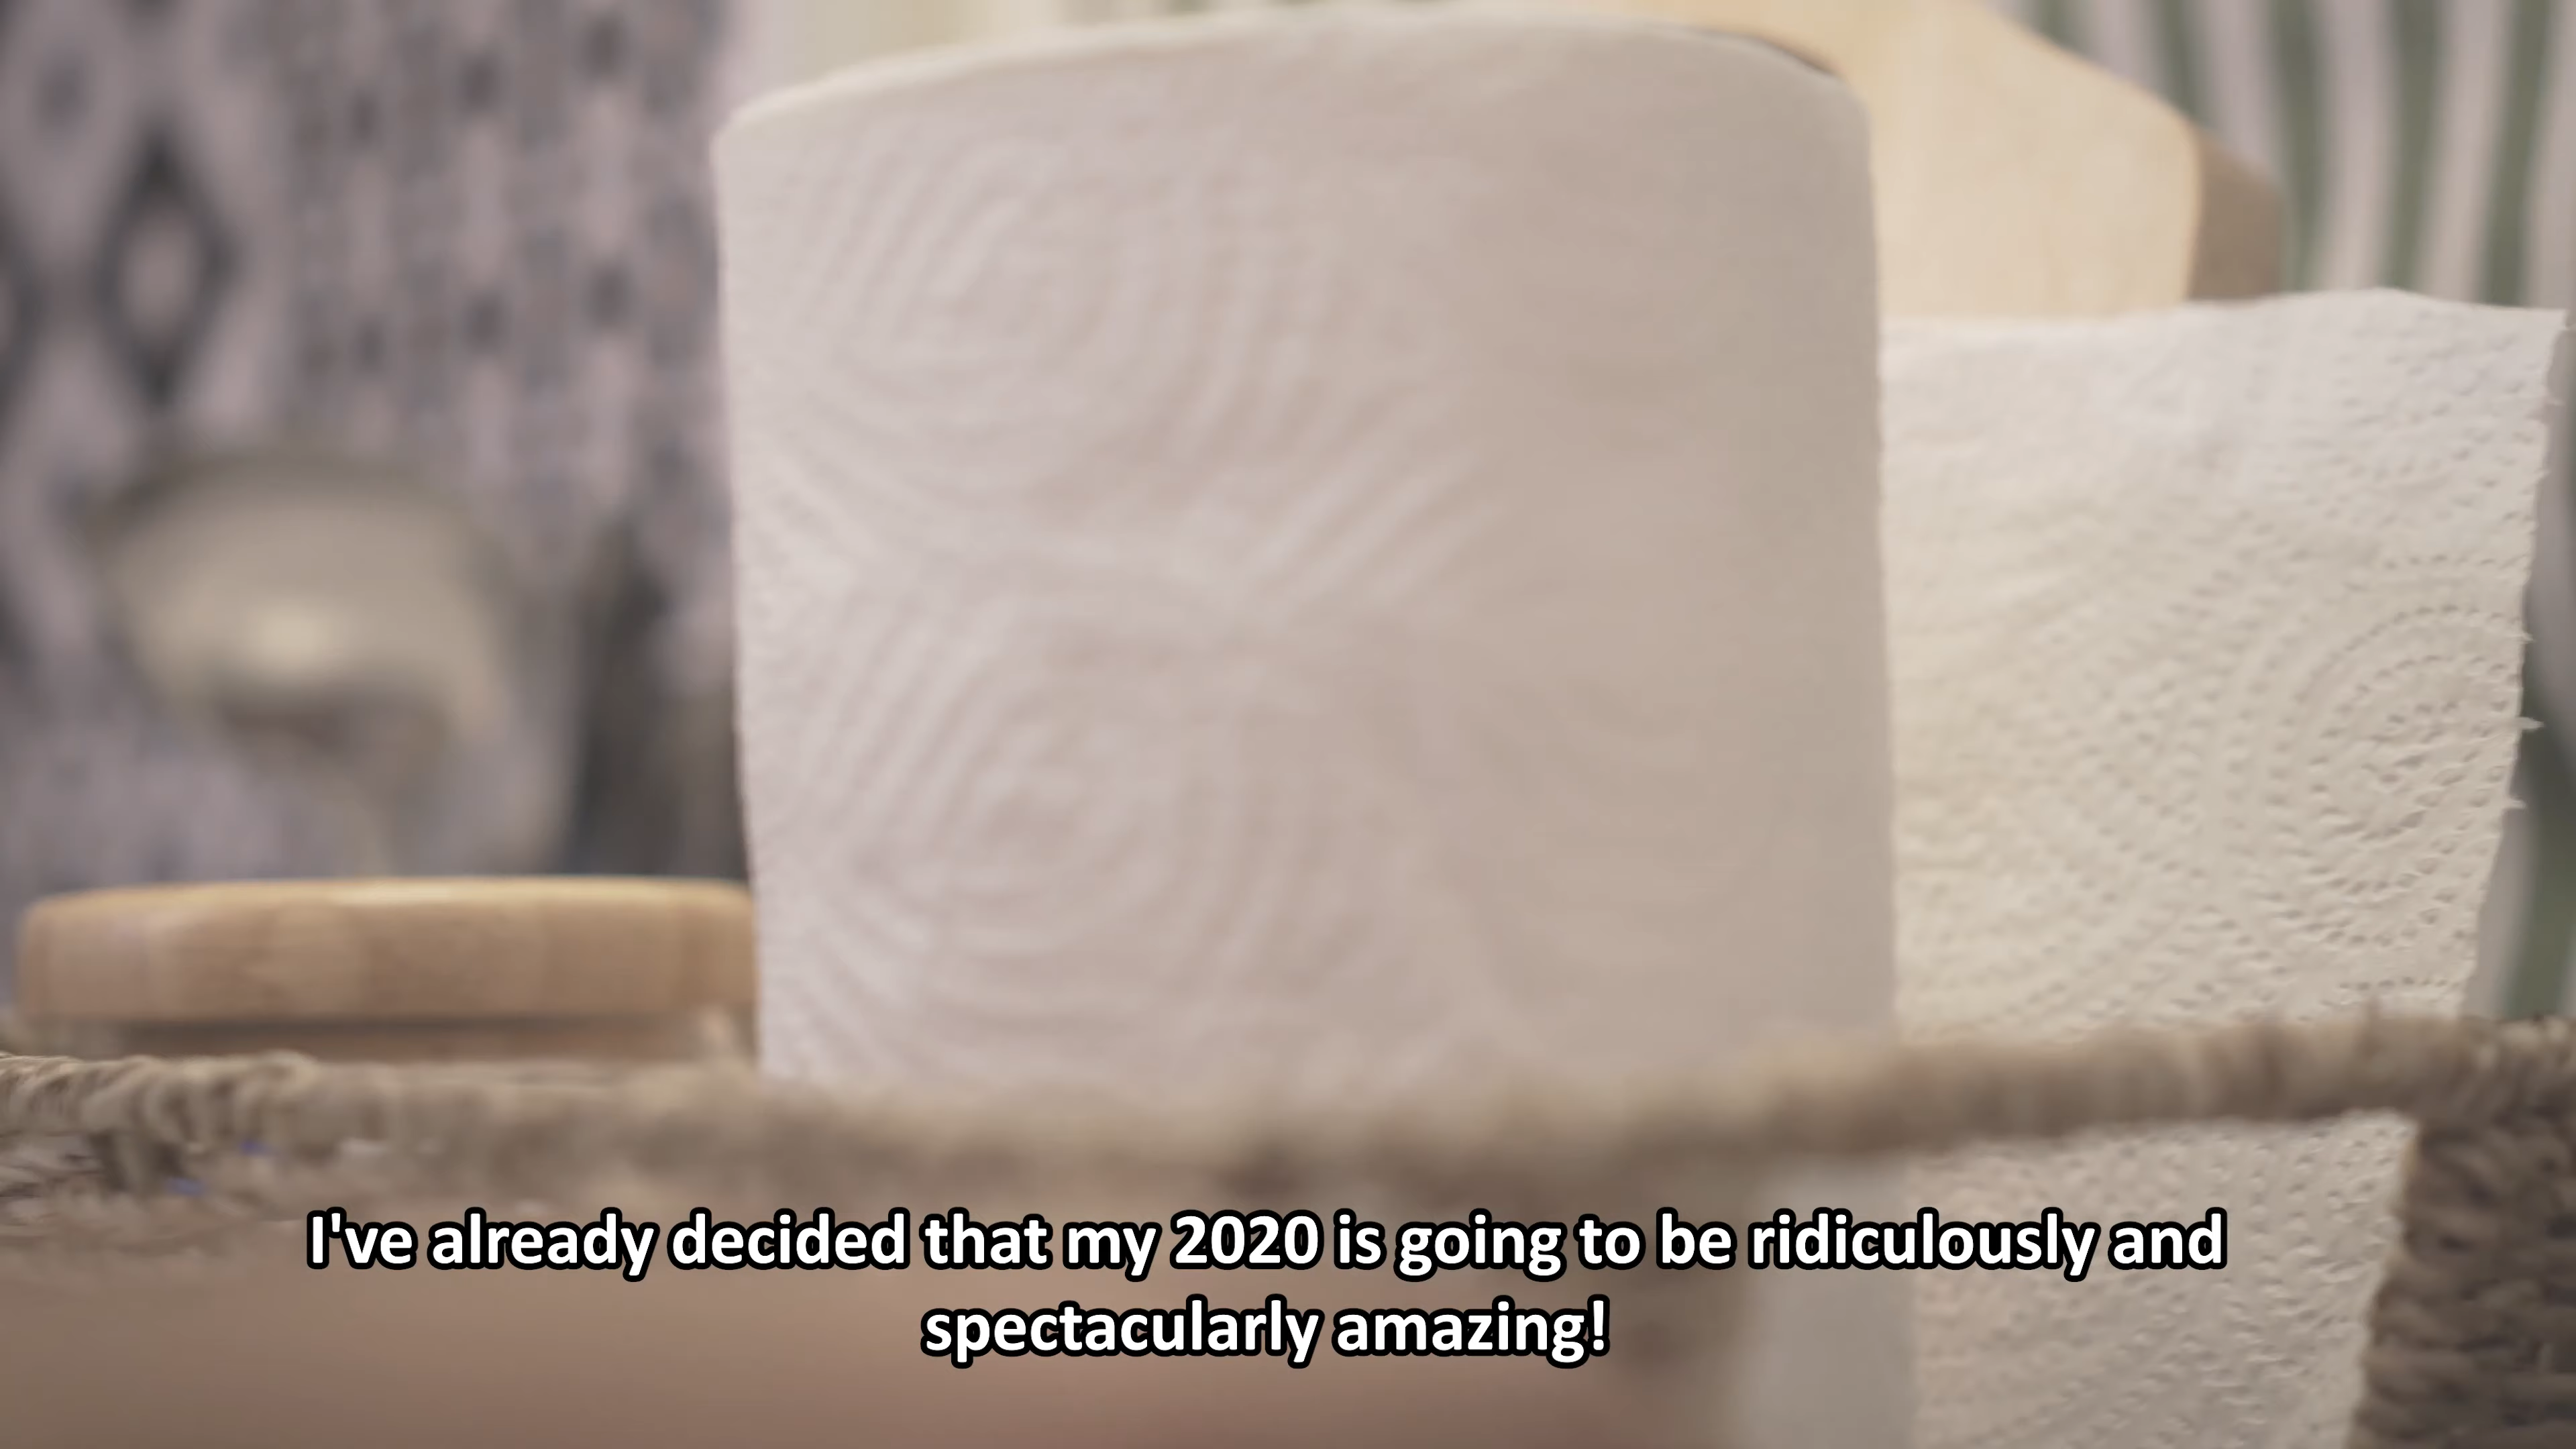 I've already decided that my 2020 is going to be ridiculously and
spectacularly amazing!